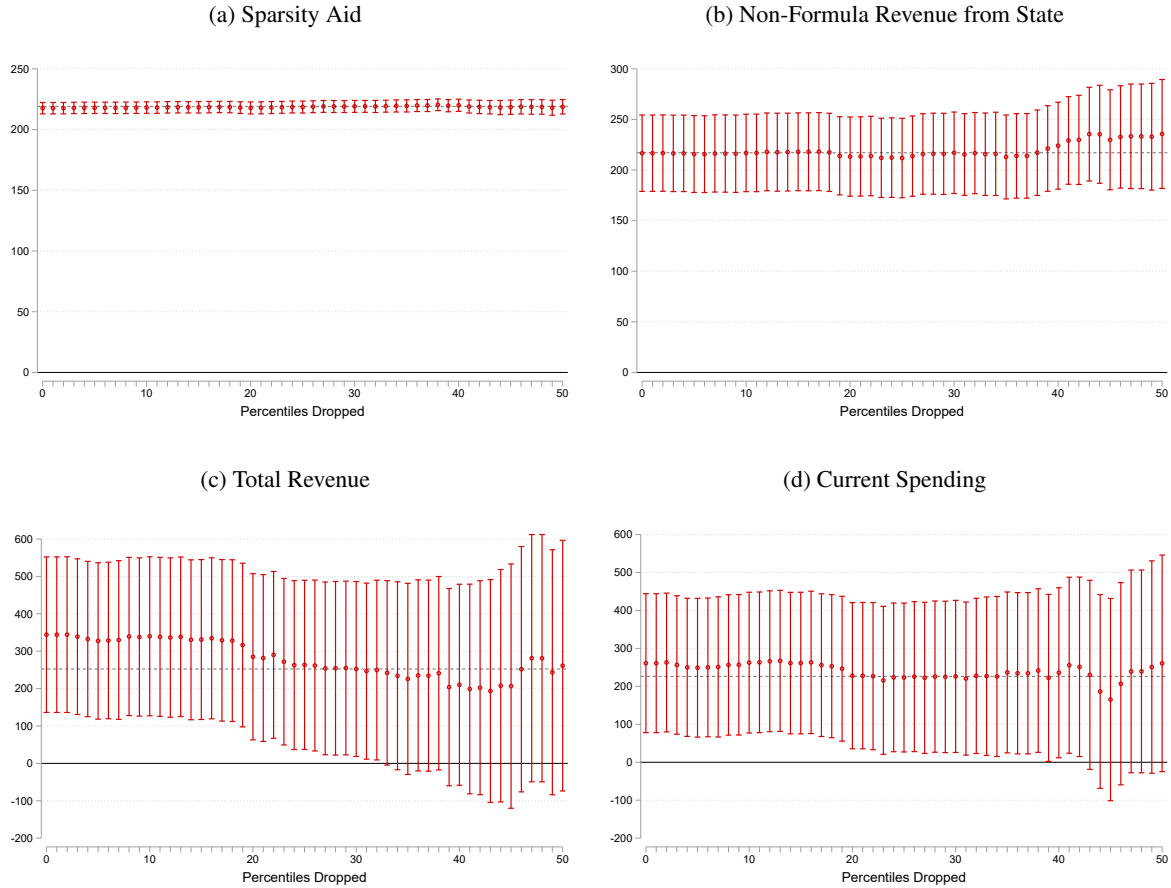 (a) Sparsity Aid
250
200
150
100
50
0
0 10 20 30 40 50
Percentiles Dropped
(b) Non-Formula Revenue from State
300
250
200
150
100
50
0
0 10 20 30 40 50
Percentiles Dropped
(c) Total Revenue
600
500
400
300
200
100
0
-100
-200
0 10 20 30 40 50
Percentiles Dropped
(d) Current Spending
600
500
400
300
200
100
0
-100
-200
0 10 20 30 40 50
Percentiles Dropped